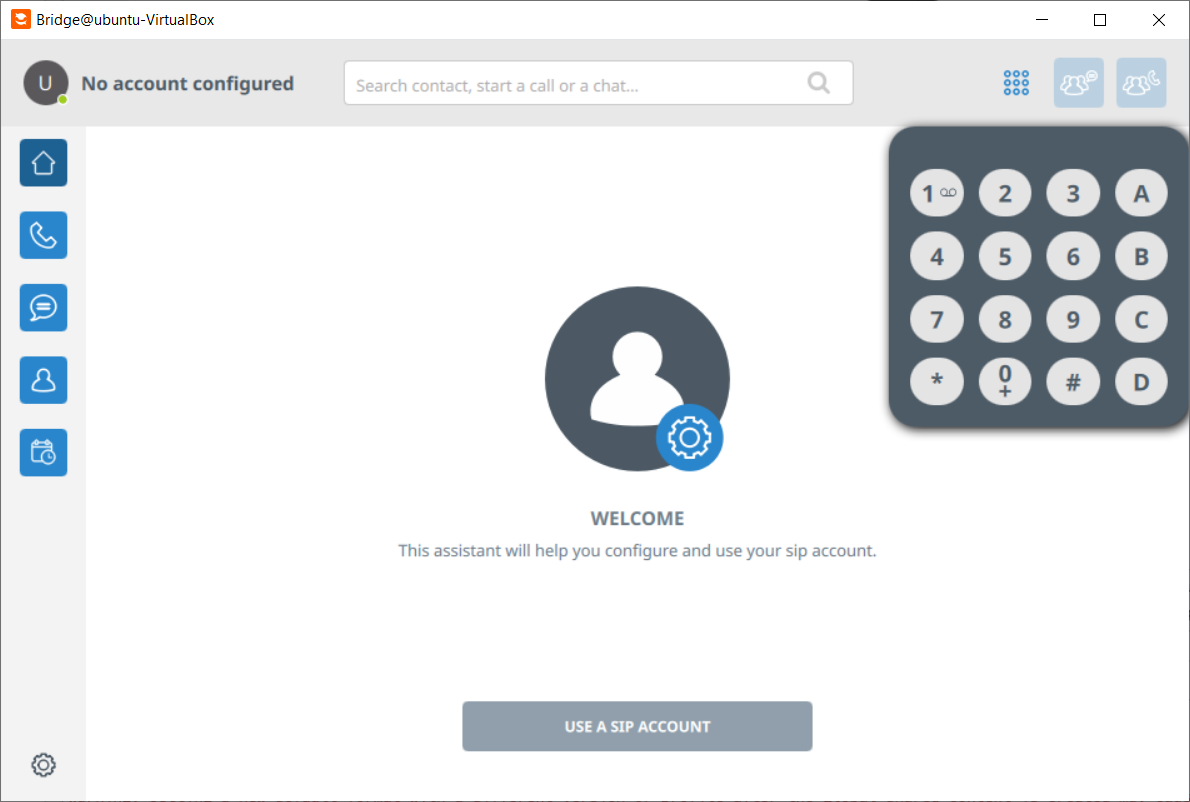 Bridge@ubuntu-VirtualBox
U No account configured
Search contact, start a call or a chat...
1 2 3 A
4 5 6 B
7 8 9 C
* 0 # D
+
WELCOME
This assistant will help you configure and use your sip account.
USE A SIP ACCOUNT